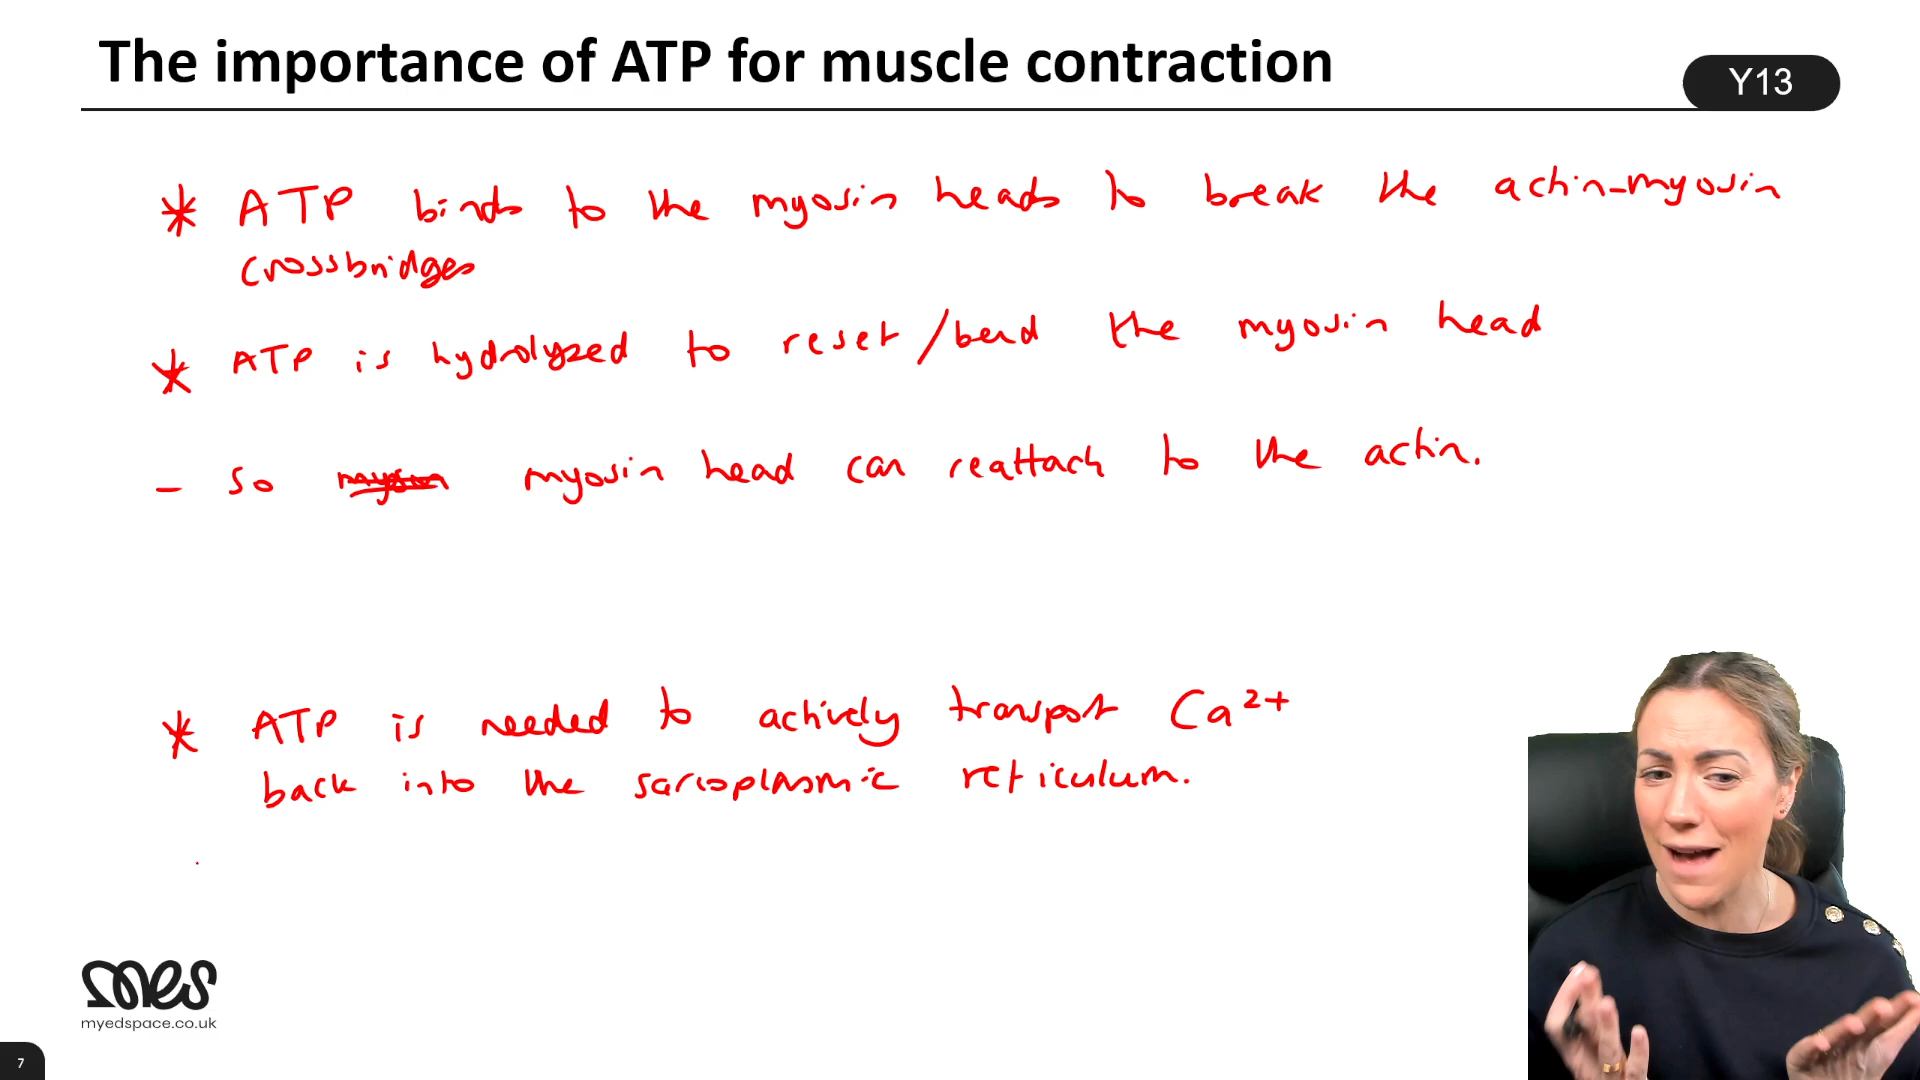 The importance of ATP for muscle contraction
Y13
* ATP binds to the myosin heads to break the actin-myosin
crossbridges
* ATP is hydrolyzed to reset/bend the myosin head
- so myosin head can reattach to the actin.
* ATP is needed to actively transport Ca²⁺
back into the sarcoplasmic reticulum.
mes
myedspace.co.uk
7